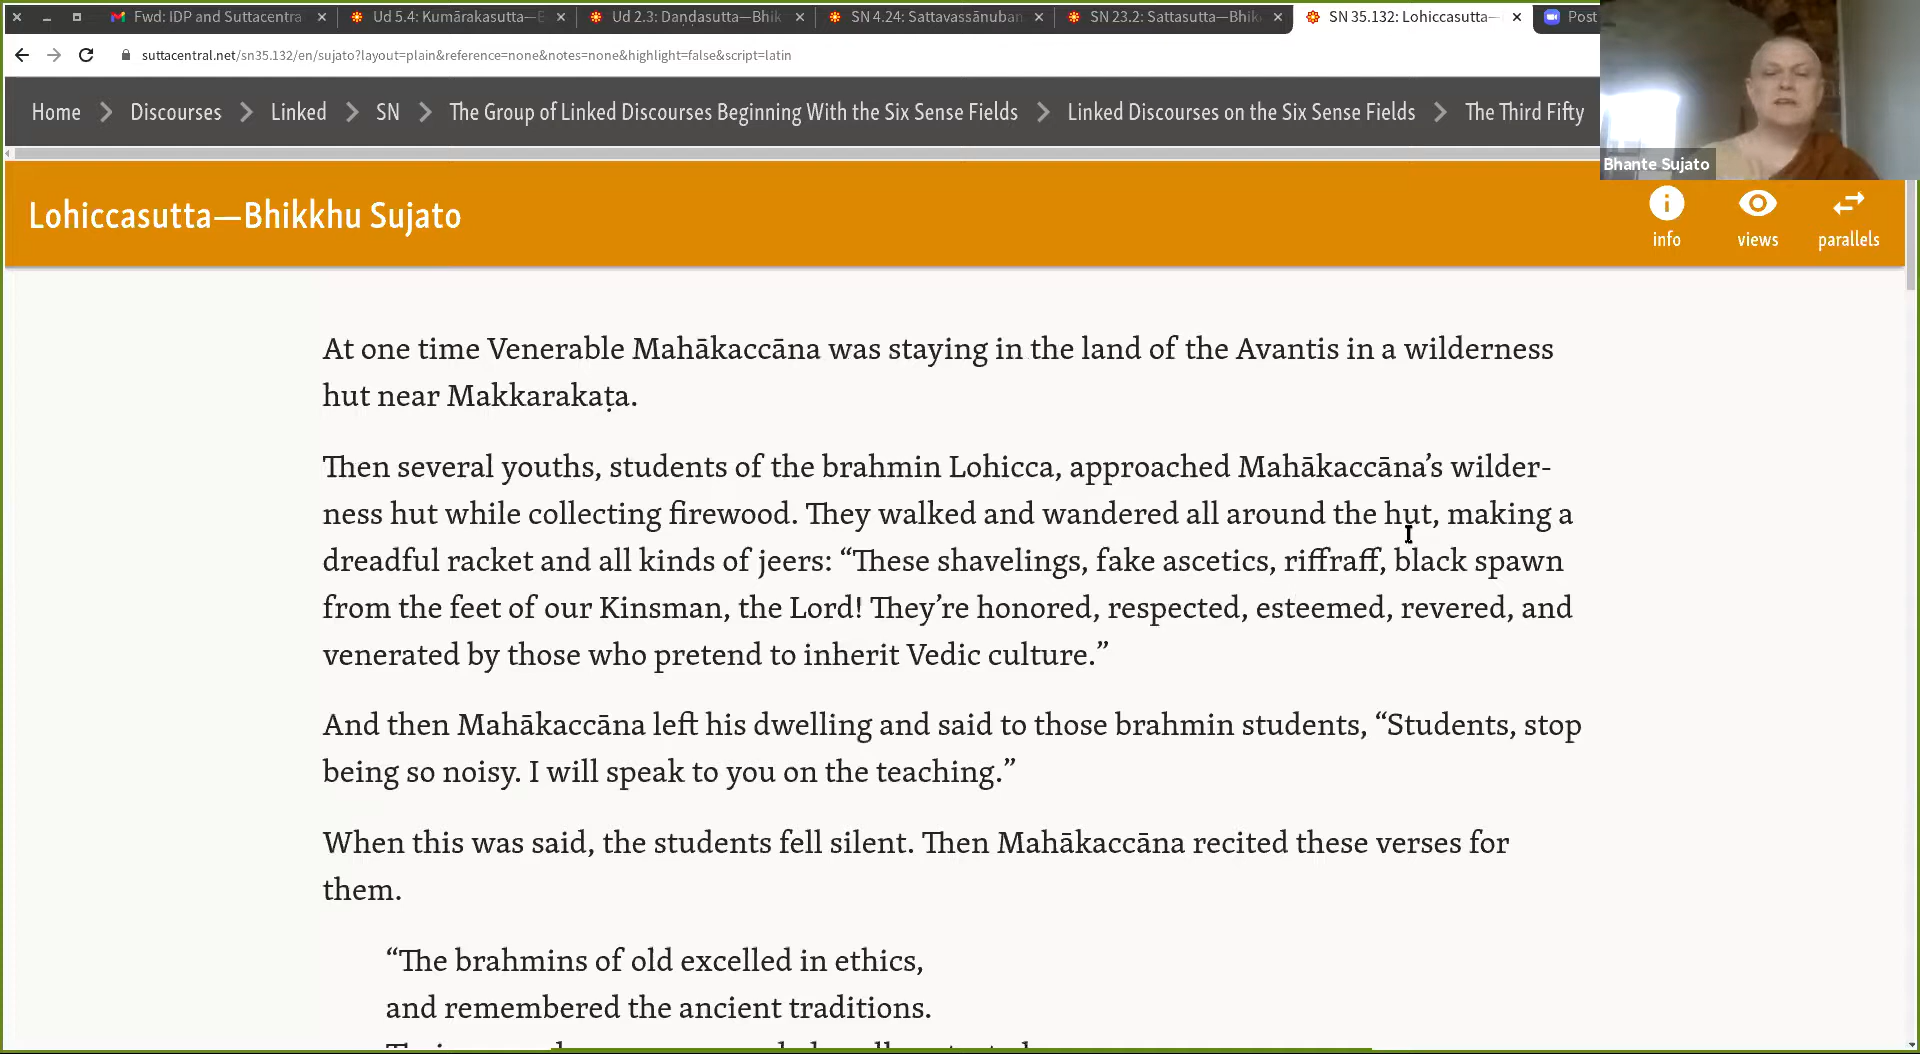 Fwd: IDP and Suttacentra
Ud 5.4: Kumārakasutta—B
Ud 2.3: Daṇḍasutta—Bhik
SN 4.24: Sattavassānuban
SN 23.2: Sattasutta—Bhik
SN 35.132: Lohiccasutta—
Post
suttacentral.net/sn35.132/en/sujato?layout=plain&reference=none&notes=none&highlight=false&script=latin
Home Discourses Linked SN The Group of Linked Discourses Beginning With the Six Sense Fields Linked Discourses on the Six Sense Fields The Third Fifty
Bhante Sujato
Lohiccasutta—Bhikkhu Sujato
info views parallels
At one time Venerable Mahākaccāna was staying in the land of the Avantis in a wilderness
hut near Makkarakaṭa.
Then several youths, students of the brahmin Lohicca, approached Mahākaccāna’s wilder-
ness hut while collecting firewood. They walked and wandered all around the hut, making a
dreadful racket and all kinds of jeers: “These shavelings, fake ascetics, riffraff, black spawn
from the feet of our Kinsman, the Lord! They’re honored, respected, esteemed, revered, and
venerated by those who pretend to inherit Vedic culture.”
And then Mahākaccāna left his dwelling and said to those brahmin students, “Students, stop
being so noisy. I will speak to you on the teaching.”
When this was said, the students fell silent. Then Mahākaccāna recited these verses for
them.
“The brahmins of old excelled in ethics,
and remembered the ancient traditions.